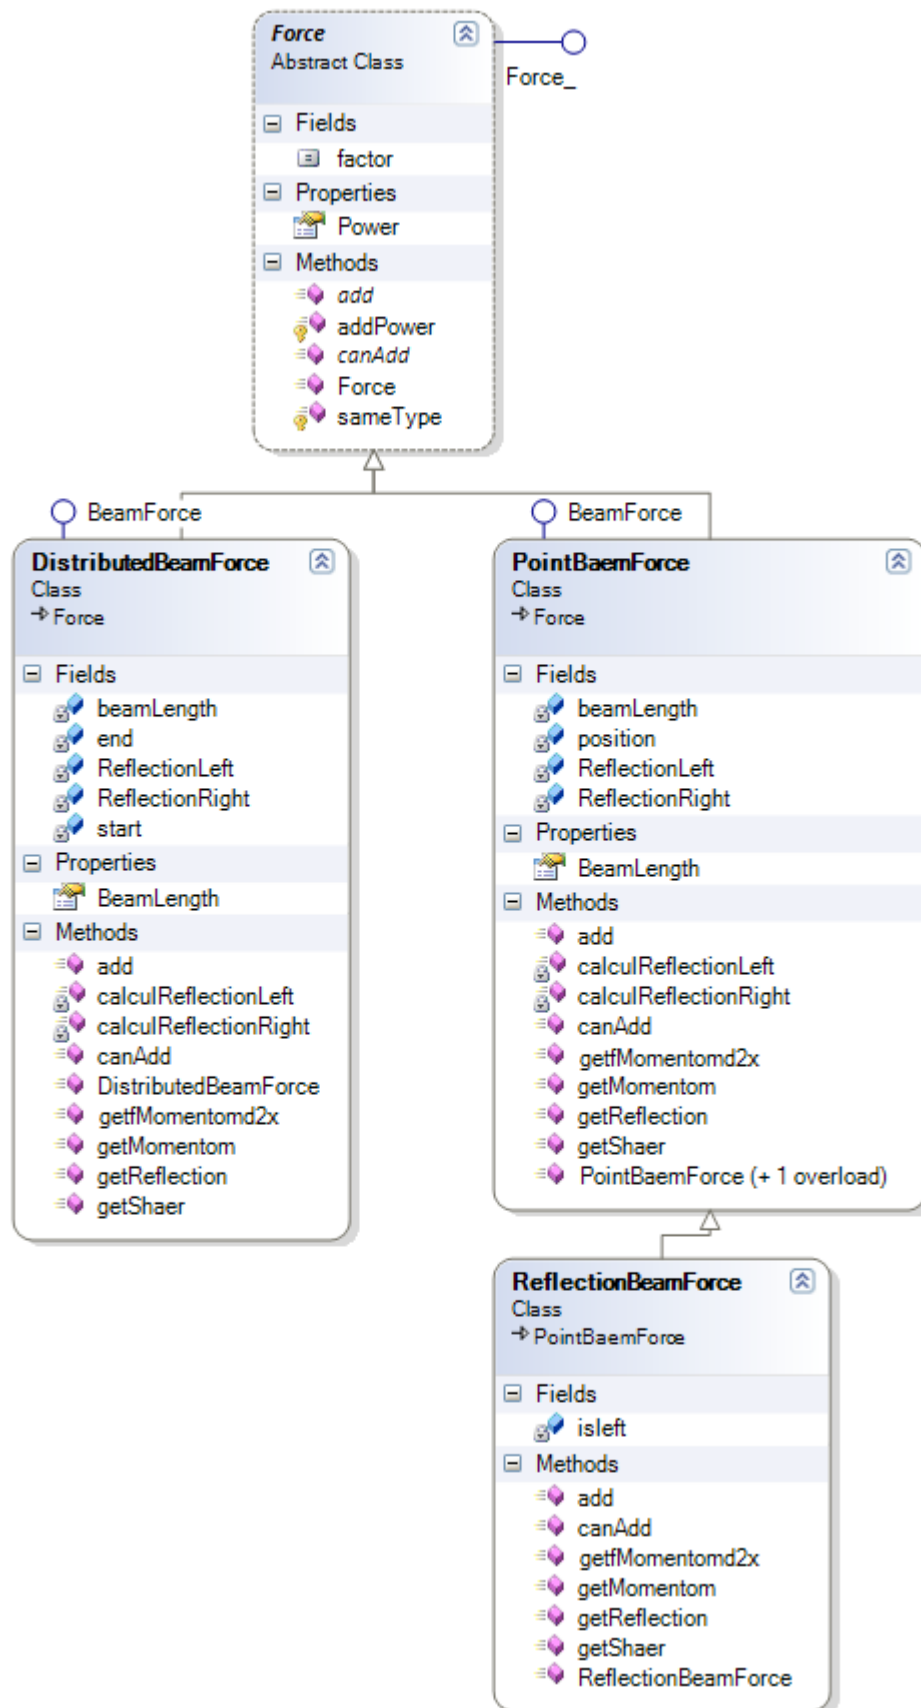 Force
Abstract Class
Force_
Fields
factor
Properties
Power
Methods
add
addPower
canAdd
Force
sameType
BeamForce
DistributedBeamForce
Class
Force
Fields
beamLength
end
ReflectionLeft
ReflectionRight
start
Properties
BeamLength
Methods
add
calculReflectionLeft
calculReflectionRight
canAdd
DistributedBeamForce
getfMomentomd2x
getMomentom
getReflection
getShaer
BeamForce
PointBaemForce
Class
Force
Fields
beamLength
position
ReflectionLeft
ReflectionRight
Properties
BeamLength
Methods
add
calculReflectionLeft
calculReflectionRight
canAdd
getfMomentomd2x
getMomentom
getReflection
getShaer
PointBaemForce (+ 1 overload)
ReflectionBeamForce
Class
PointBaemForce
Fields
isleft
Methods
add
canAdd
getfMomentomd2x
getMomentom
getReflection
getShaer
ReflectionBeamForce